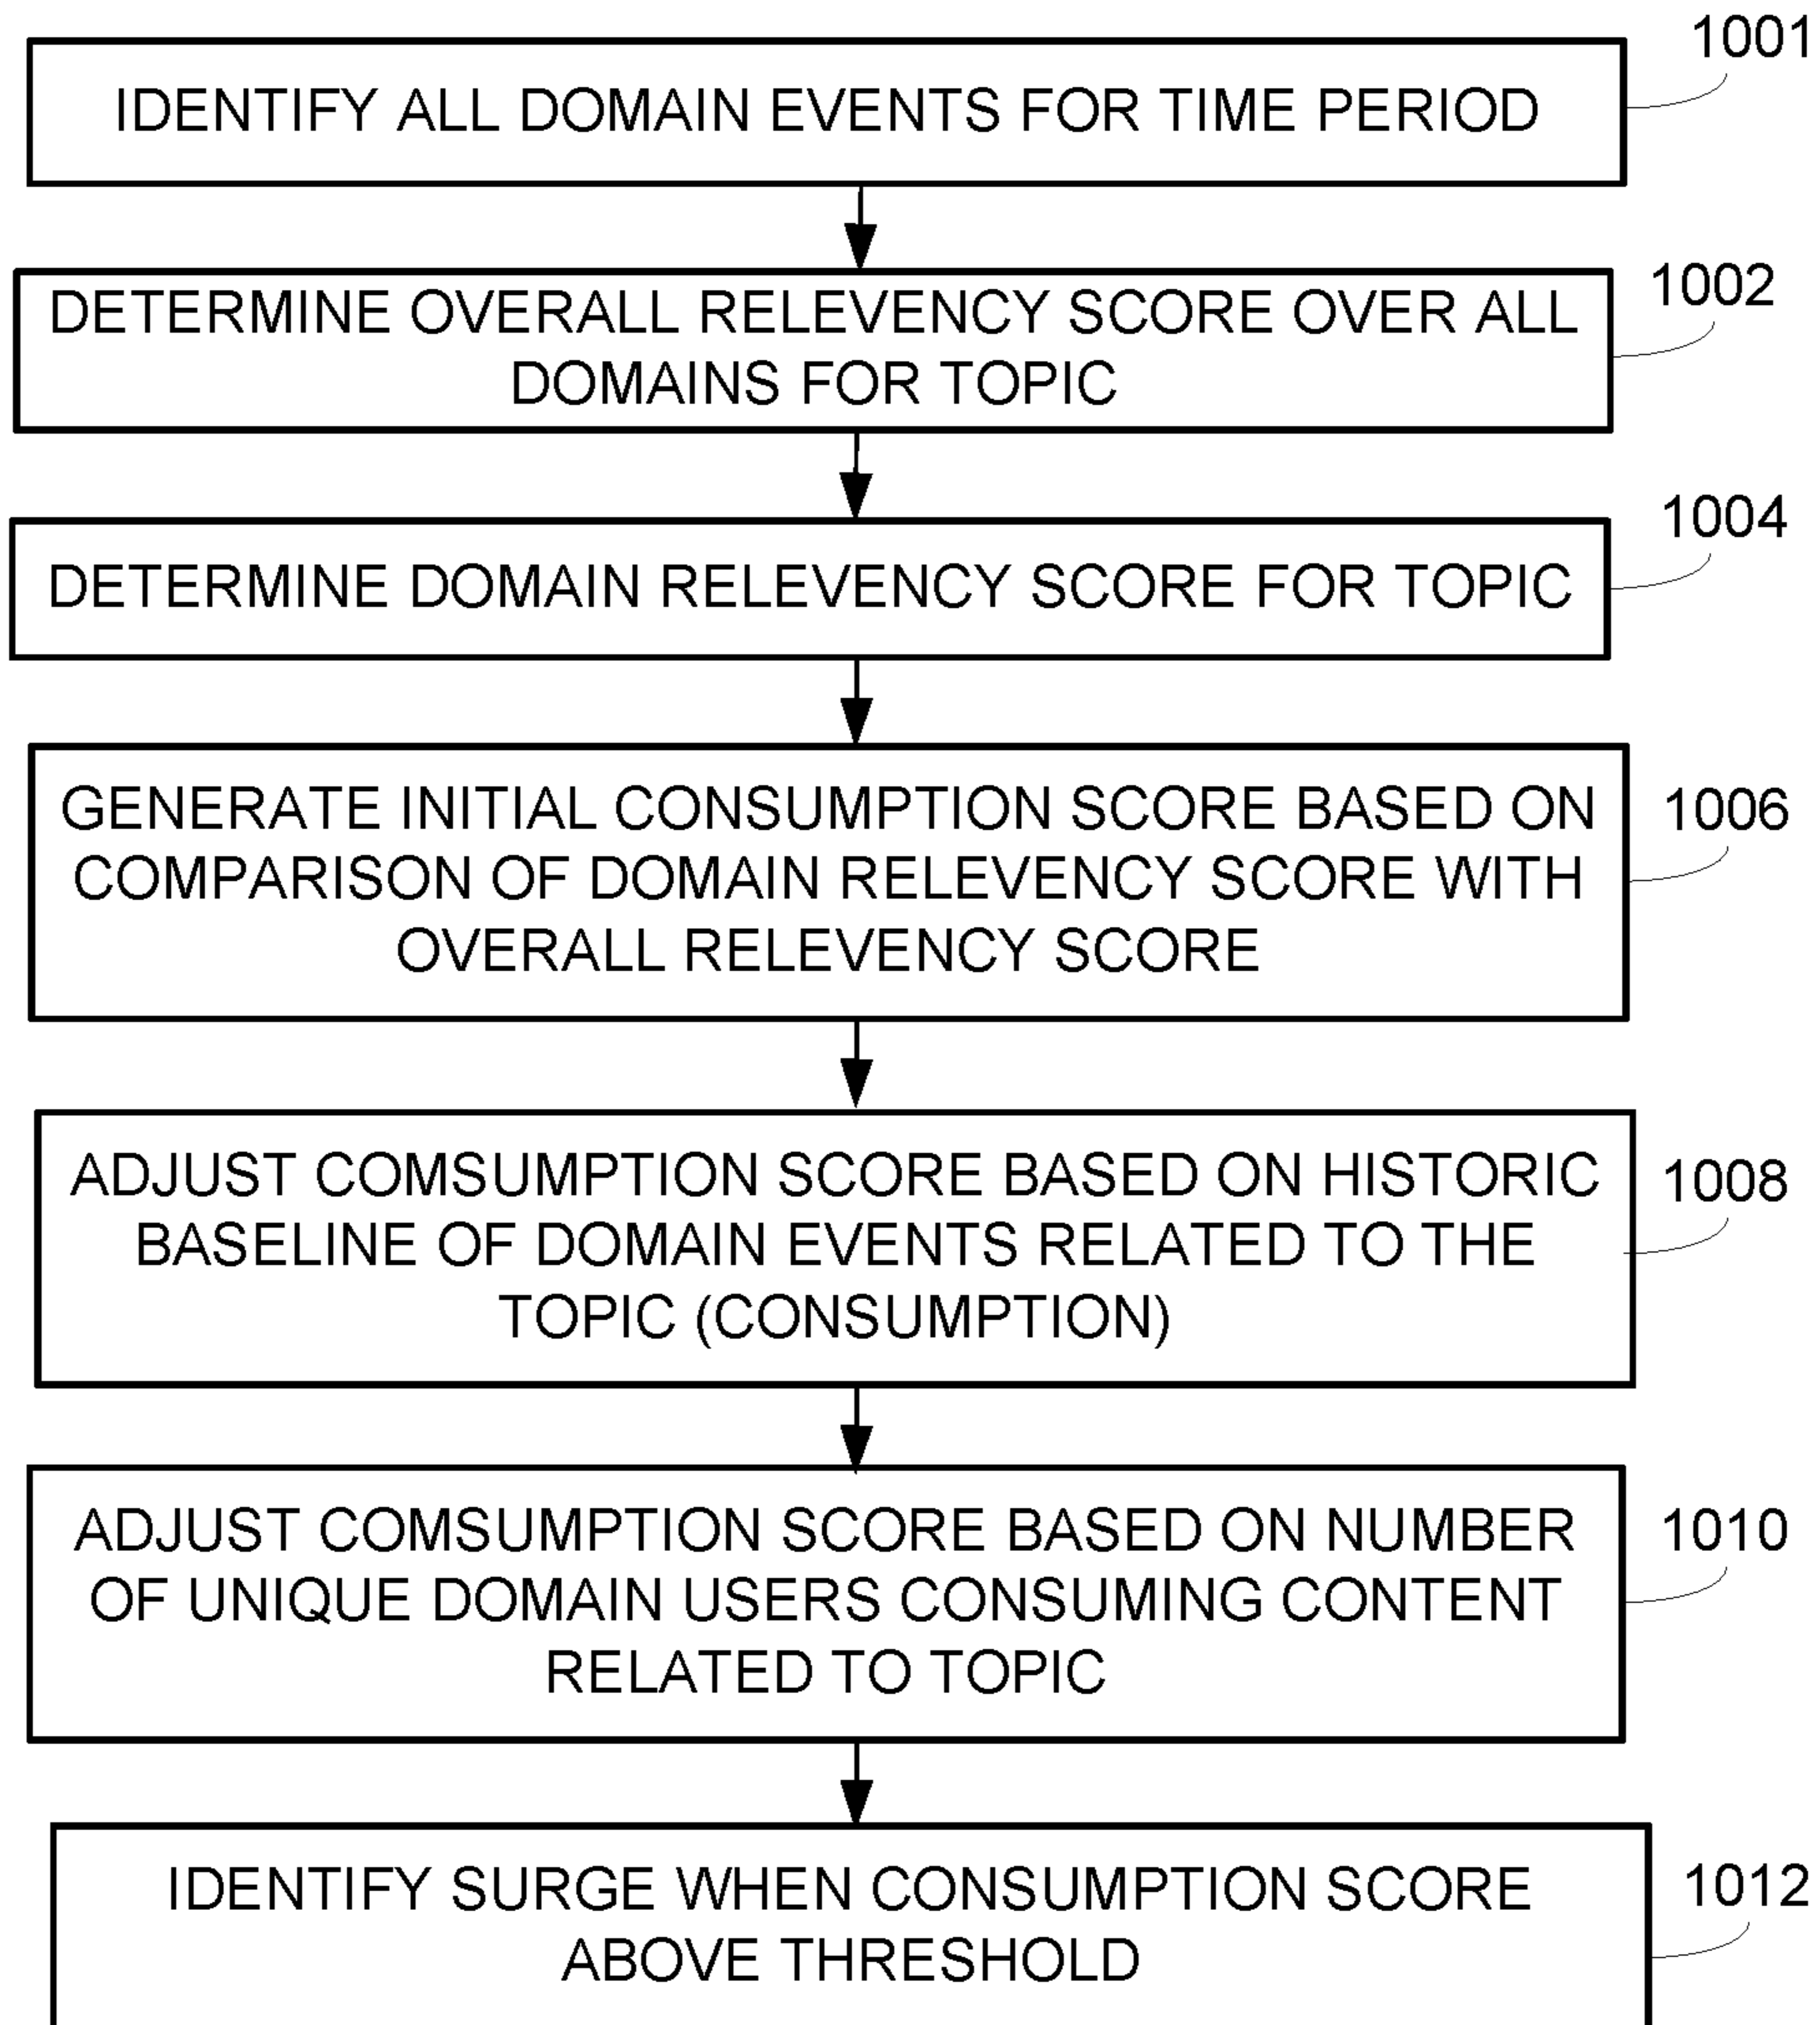 1001
IDENTIFY ALL DOMAIN EVENTS FOR TIME PERIOD
1002
DETERMINE OVERALL RELEVENCY SCORE OVER ALL
DOMAINS FOR TOPIC
1004
DETERMINE DOMAIN RELEVENCY SCORE FOR TOPIC
1006
GENERATE INITIAL CONSUMPTION SCORE BASED ON
COMPARISON OF DOMAIN RELEVENCY SCORE WITH
OVERALL RELEVENCY SCORE
1008
ADJUST COMSUMPTION SCORE BASED ON HISTORIC
BASELINE OF DOMAIN EVENTS RELATED TO THE
TOPIC (CONSUMPTION)
1010
ADJUST COMSUMPTION SCORE BASED ON NUMBER
OF UNIQUE DOMAIN USERS CONSUMING CONTENT
RELATED TO TOPIC
1012
IDENTIFY SURGE WHEN CONSUMPTION SCORE
ABOVE THRESHOLD